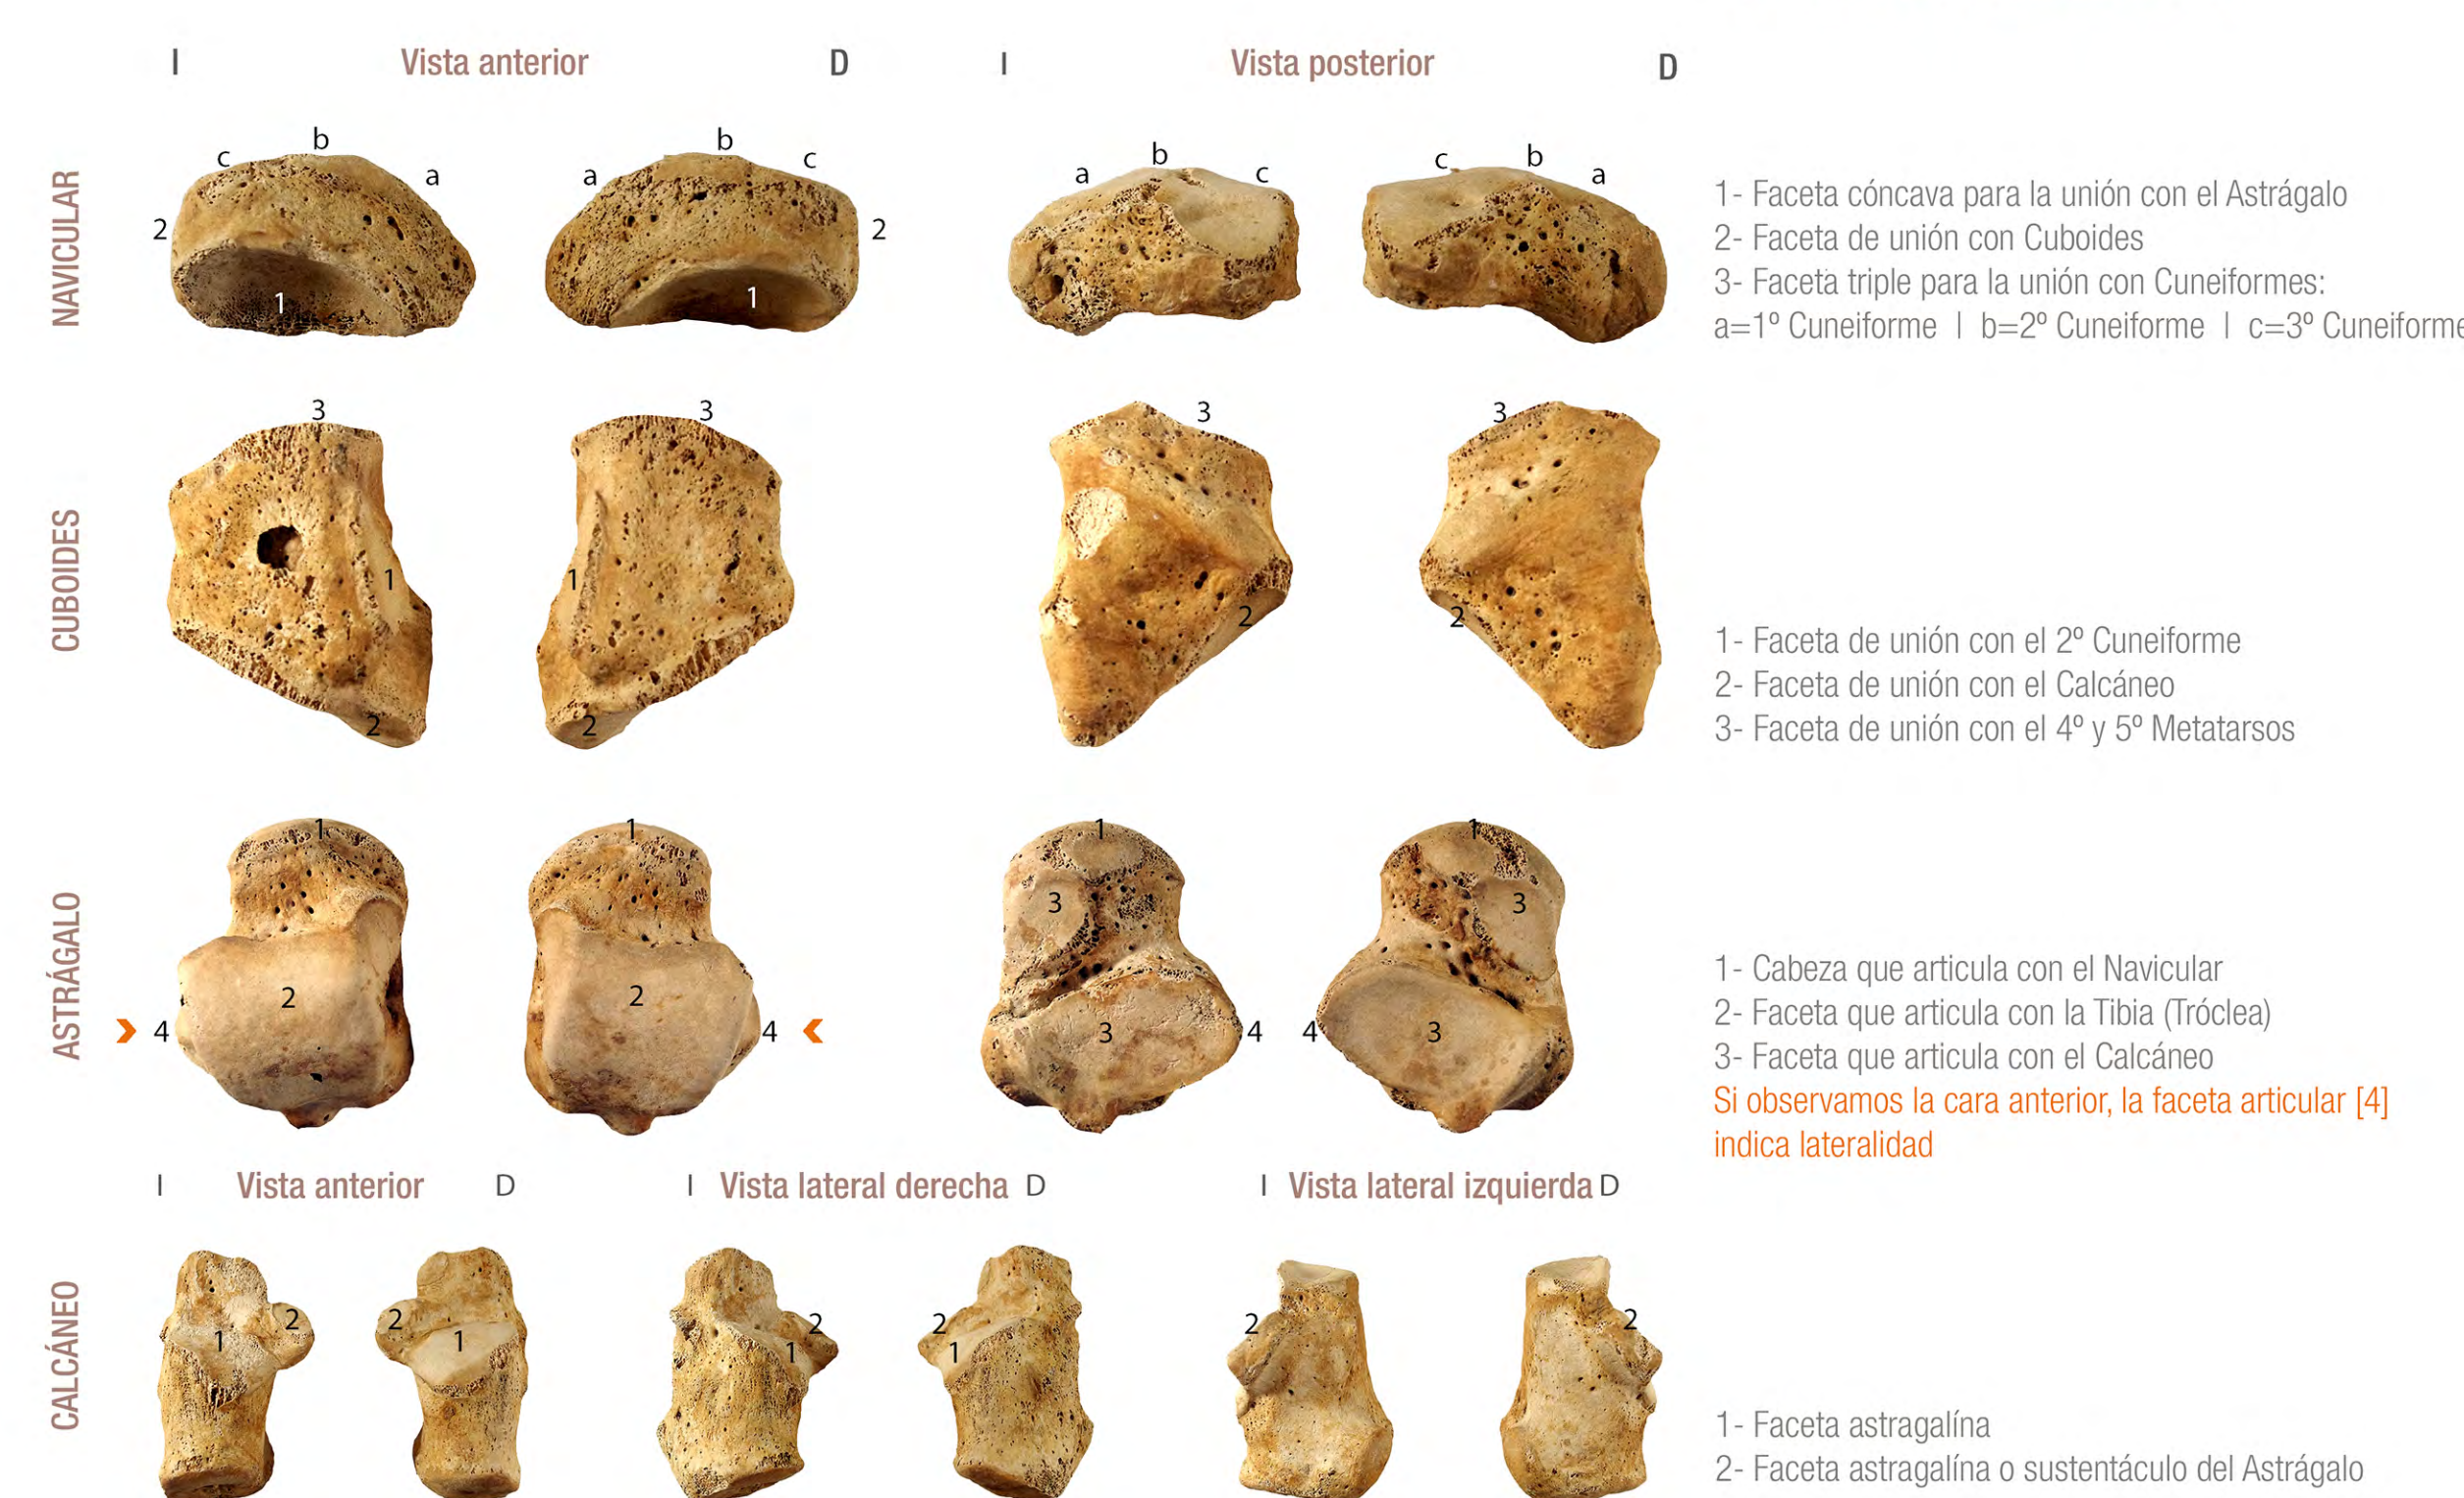 I Vista anterior D I Vista posterior D
NAVICULAR
b b b b
c a a c a c c a
2 2
1 1
1- Faceta cóncava para la unión con el Astrágalo
2- Faceta de unión con Cuboides
3- Faceta triple para la unión con Cuneiformes:
a=1º Cuneiforme | b=2º Cuneiforme | c=3º Cuneiforme
CUBOIDES
3 3 3 3
1 1
2 2
2 2
1- Faceta de unión con el 2º Cuneiforme
2- Faceta de unión con el Calcáneo
3- Faceta de unión con el 4º y 5º Metatarsos
ASTRÁGALO
1 1 1 1
3 3
2 2
4 4 3 4 4 3
1- Cabeza que articula con el Navicular
2- Faceta que articula con la Tibia (Tróclea)
3- Faceta que articula con el Calcáneo
Si observamos la cara anterior, la faceta articular [4]
indica lateralidad
I Vista anterior D I Vista lateral derecha D I Vista lateral izquierda D
CALCÁNEO
2 2 2 2 2 2
1 1 1 1
1- Faceta astragalína
2- Faceta astragalína o sustentáculo del Astrágalo